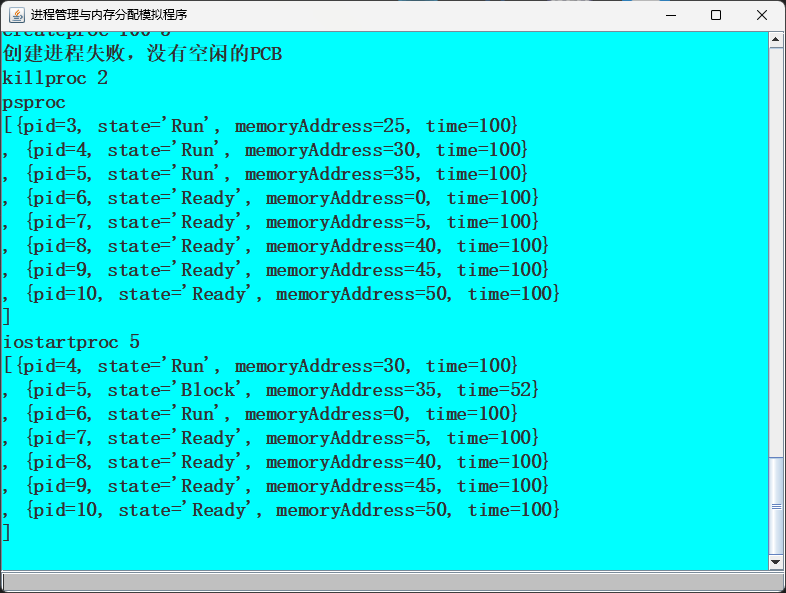 进程管理与内存分配模拟程序
createproc 100 5
创建进程失败，没有空闲的PCB
killproc 2
psproc
[{pid=3, state='Run', memoryAddress=25, time=100}
, {pid=4, state='Run', memoryAddress=30, time=100}
, {pid=5, state='Run', memoryAddress=35, time=100}
, {pid=6, state='Ready', memoryAddress=0, time=100}
, {pid=7, state='Ready', memoryAddress=5, time=100}
, {pid=8, state='Ready', memoryAddress=40, time=100}
, {pid=9, state='Ready', memoryAddress=45, time=100}
, {pid=10, state='Ready', memoryAddress=50, time=100}
]
iostartproc 5
[{pid=4, state='Run', memoryAddress=30, time=100}
, {pid=5, state='Block', memoryAddress=35, time=52}
, {pid=6, state='Run', memoryAddress=0, time=100}
, {pid=7, state='Ready', memoryAddress=5, time=100}
, {pid=8, state='Ready', memoryAddress=40, time=100}
, {pid=9, state='Ready', memoryAddress=45, time=100}
, {pid=10, state='Ready', memoryAddress=50, time=100}
]